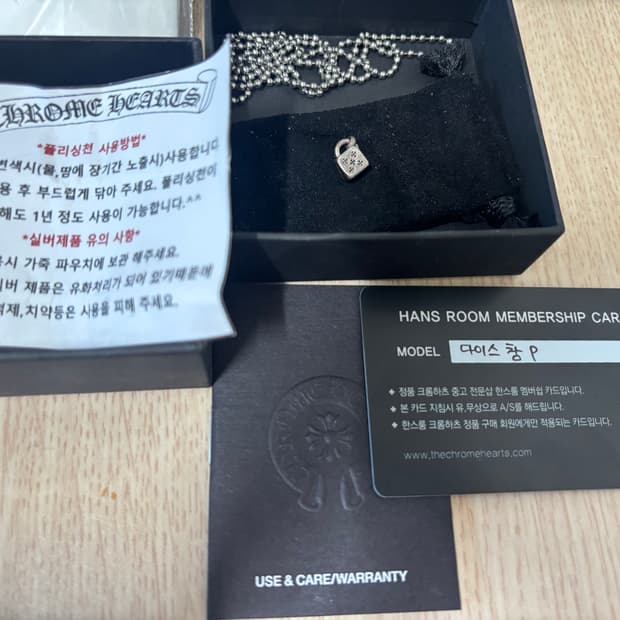 CHROME HEARTS
*폴리싱천 사용방법*
변색시(물,땀에 장기간 노출시)사용합니다
용 후 부드럽게 닦아 주세요. 폴리싱천이
해도 1년 정도 사용이 가능합니다.^^
*실버제품 유의 사항*
시 가죽 파우치에 보관 해주세요.
버 제품은 유화처리가 되어 있기때문에
제,치약등은 사용을 피해 주세요.
HANS ROOM MEMBERSHIP CAR
MODEL 다이스 참 P
정품 크롬하츠 중고 전문샵 한스룸 멤버쉽 카드입니다.
본 카드 지참시 유,무상으로 A/S를 해드립니다.
한스룸 크롬하츠 정품 구매 회원에게만 적용되는 카드입니다.
www.thechromehearts.com
USE & CARE/WARRANTY